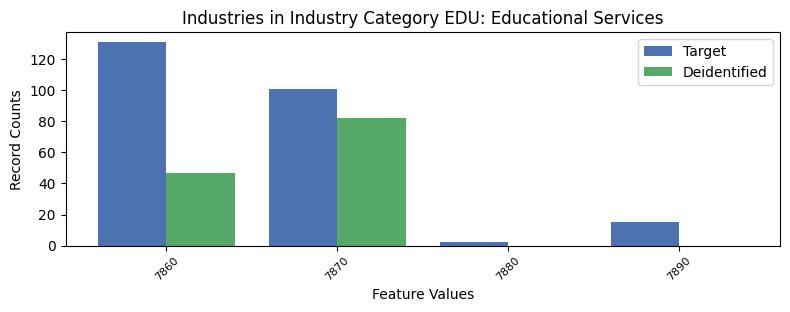 Industries in Industry Category EDU: Educational Services
Target
Deidentified
Record Counts
120
100
80
60
40
20
0
7860
7870
7880
7890
Feature Values